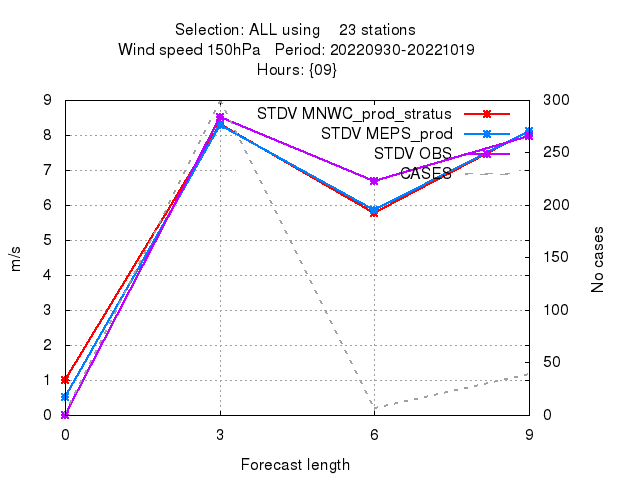 Selection: ALL using    23 stations
Wind speed 150hPa   Period: 20220930-20221019
Hours: {09}
STDV MNWC_prod_stratus
STDV MEPS_prod
STDV OBS
CASES
9
8
7
6
5
4
3
2
1
0
m/s
300
250
200
150
100
50
0
No cases
0
3
6
9
Forecast length